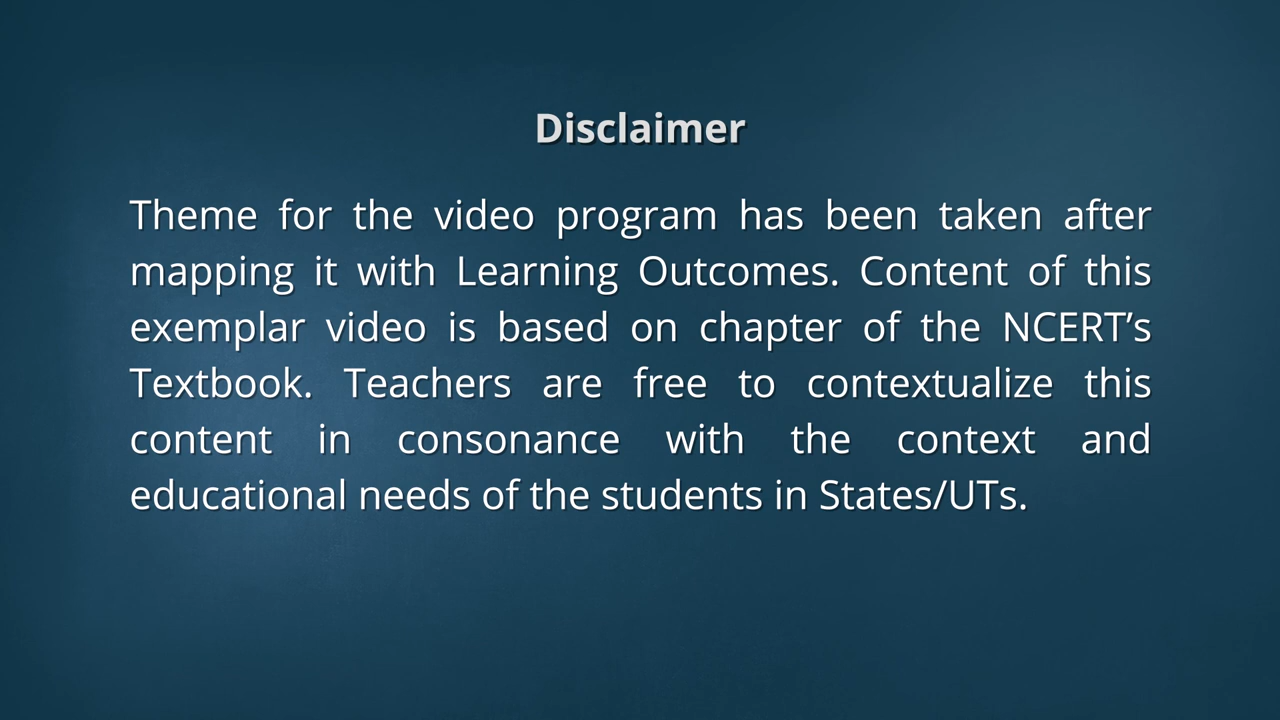 Disclaimer
Theme for the video program has been taken after
mapping it with Learning Outcomes. Content of this
exemplar video is based on chapter of the NCERT’s
Textbook. Teachers are free to contextualize this
content in consonance with the context and
educational needs of the students in States/UTs.